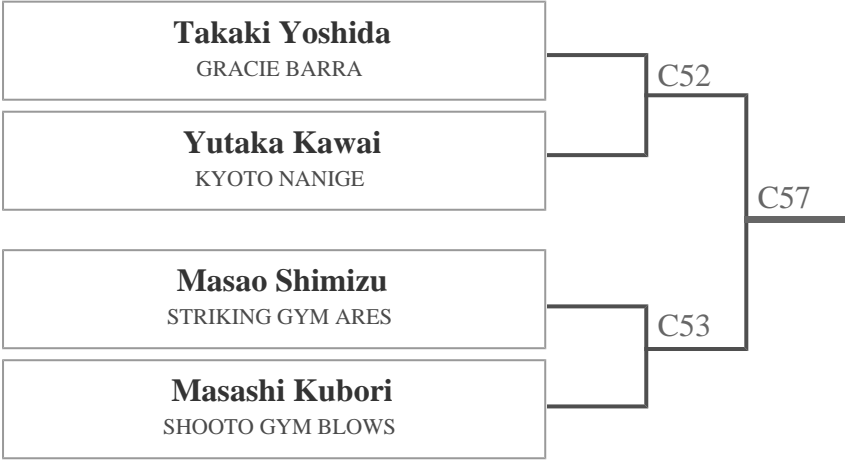 Takaki Yoshida
GRACIE BARRA
C52
Yutaka Kawai
KYOTO NANIGE
C57
Masao Shimizu
STRIKING GYM ARES
C53
Masashi Kubori
SHOOTO GYM BLOWS